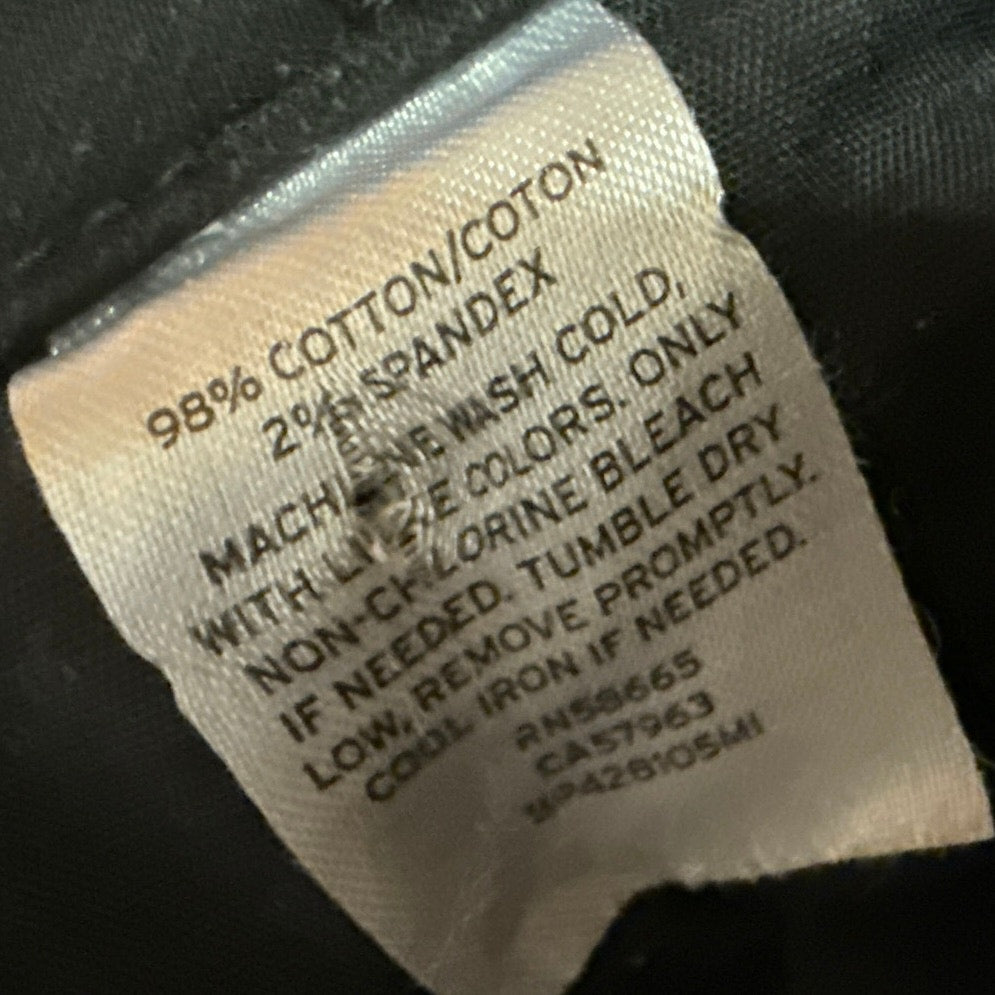 98% COTTON/COTON
2% SPANDEX
MACHINE WASH COLD,
WITH LIKE COLORS. ONLY
NON-CHLORINE BLEACH
IF NEEDED. TUMBLE DRY
LOW, REMOVE PROMPTLY.
COOL IRON IF NEEDED.
RN58665
CA57963